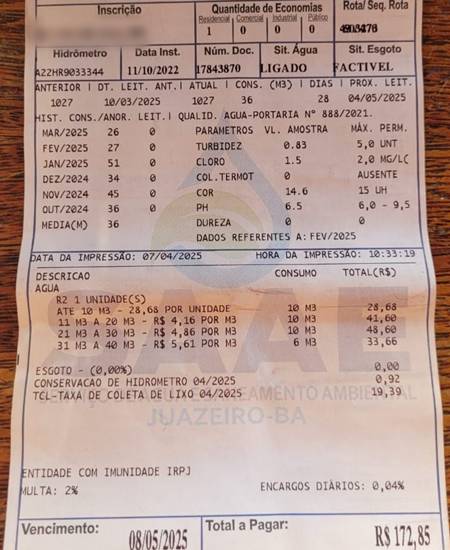 Inscrição Quantidade de Economias Rota/ Seq. Rota
Residencial Comercial Industrial Público
1 0 0 0
Hidrômetro Data Inst. Núm. Doc. Sit. Água Sit. Esgoto
A22HR9033344 11/10/2022 17843870 LIGADO FACTIVEL
ANTERIOR | DT. LEIT. ANT.| ATUAL | CONS. (M3) | DIAS | PROX. LEIT.
1027 10/03/2025 1027 36 28 04/05/2025
HIST. CONS./ANOR. LEIT.| QUALID. AGUA-PORTARIA N° 888/2021.
MAR/2025 26 0 PARAMETROS VL. AMOSTRA MÁX. PERM.
FEV/2025 27 0 TURBIDEZ 0.83 5,0 UNT
JAN/2025 51 0 CLORO 1.5 2,0 MG/L
DEZ/2024 34 0 COL.TERMOT 0 AUSENTE
NOV/2024 45 0 COR 14.6 15 UH
OUT/2024 36 0 PH 6.5 6,0 - 9,5
MEDIA(M) 36 DUREZA 0 0
DADOS REFERENTES A: FEV/2025
DATA DA IMPRESSÃO: 07/04/2025 HORA DA IMPRESSÃO: 10:33:19
DESCRICAO CONSUMO TOTAL(R$)
AGUA
R2 1 UNIDADE(S)
ATE 10 M3 - 28,68 POR UNIDADE 10 M3 28,68
11 M3 A 20 M3 - R$ 4,16 POR M3 10 M3 41,60
21 M3 A 30 M3 - R$ 4,86 POR M3 10 M3 48,60
31 M3 A 40 M3 - R$ 5,61 POR M3 6 M3 33,66
SAAE
ESGOTO - (0,00%) 0,00
CONSERVACAO DE HIDROMETRO 04/2025 0,92
TCL-TAXA DE COLETA DE LIXO 04/2025 19,39
SANEAMENTO AMBIENTAL
JUAZEIRO-BA
ENTIDADE COM IMUNIDADE IRPJ
MULTA: 2% ENCARGOS DIÁRIOS: 0,04%
Vencimento: 08/05/2025 Total a Pagar: R$ 172,85